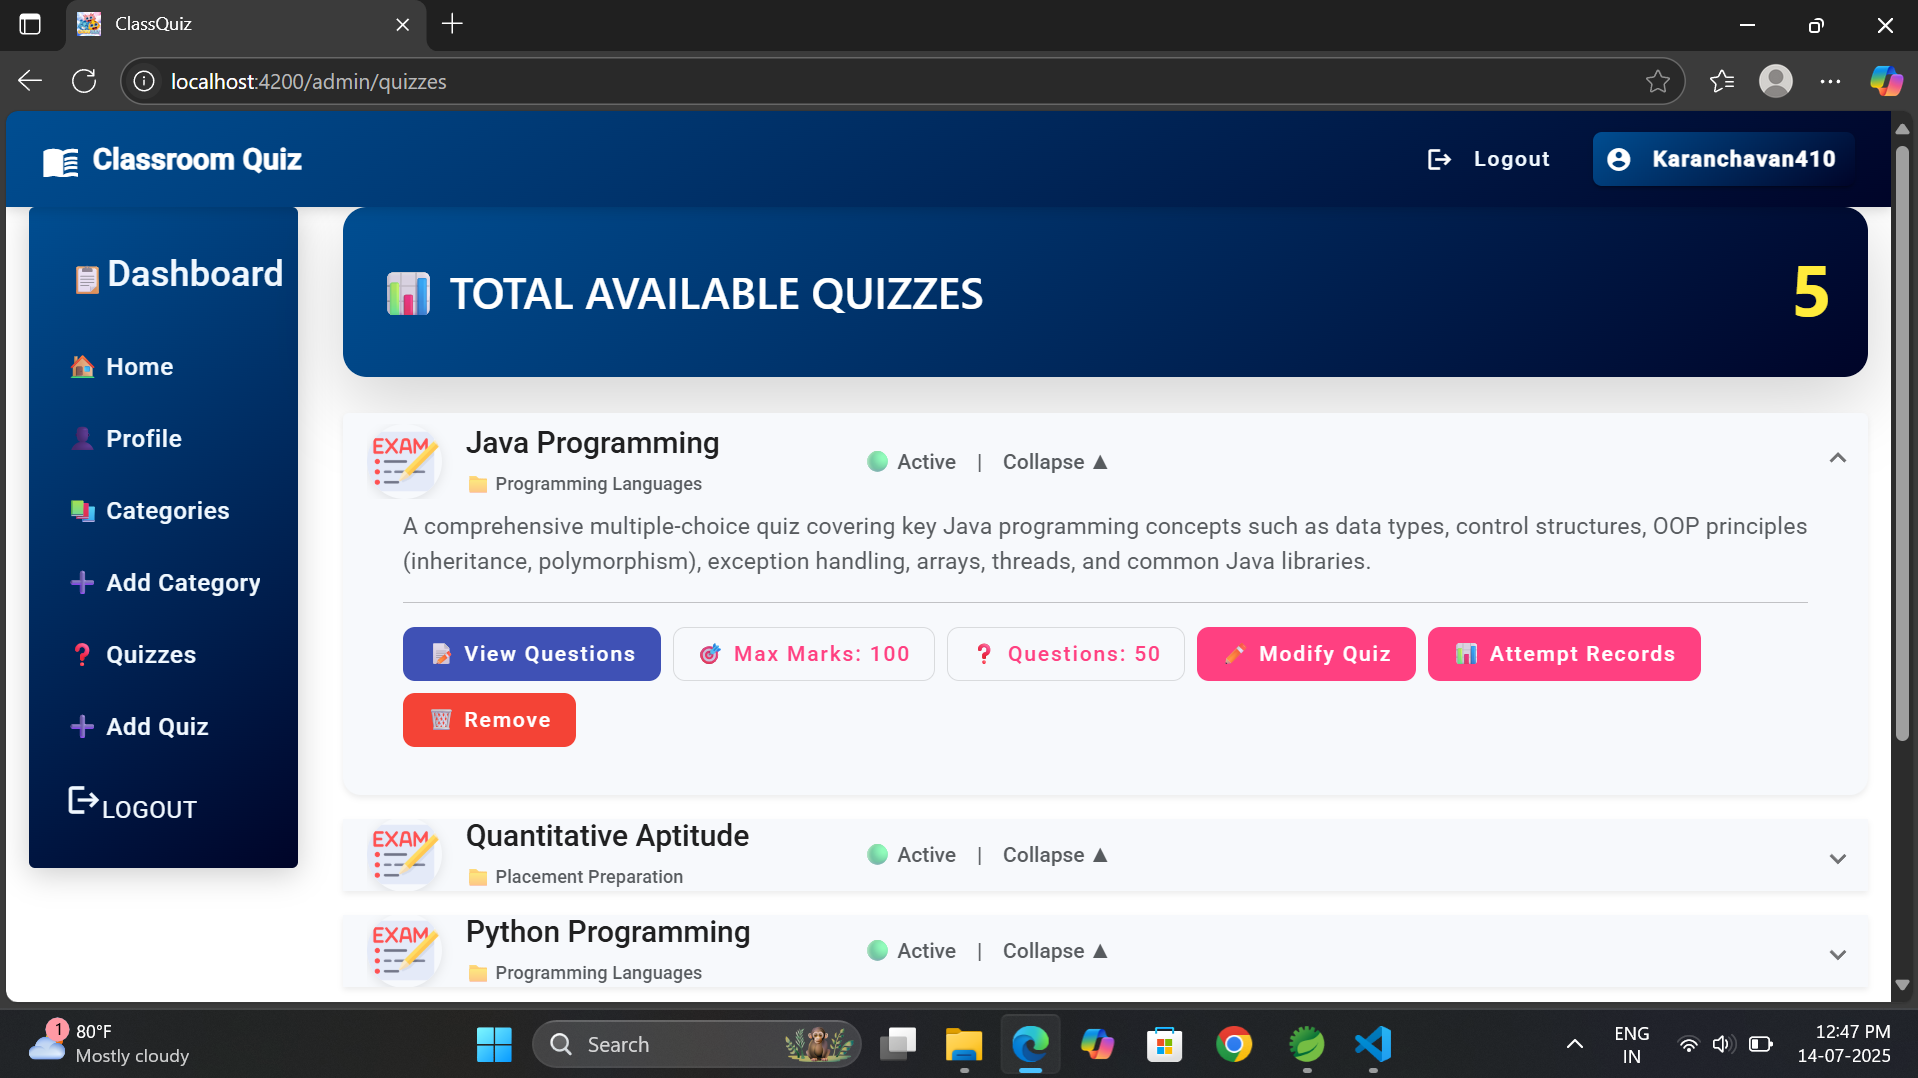 ClassQuiz
localhost:4200/admin/quizzes
Classroom Quiz
Logout
Karanchavan410
Dashboard
Home
Profile
Categories
Add Category
Quizzes
Add Quiz
LOGOUT
TOTAL AVAILABLE QUIZZES
5
EXAM
Java Programming
Programming Languages
Active | Collapse ▲
A comprehensive multiple-choice quiz covering key Java programming concepts such as data types, control structures, OOP principles
(inheritance, polymorphism), exception handling, arrays, threads, and common Java libraries.
View Questions
Max Marks: 100
Questions: 50
Modify Quiz
Attempt Records
Remove
EXAM
Quantitative Aptitude
Placement Preparation
Active | Collapse ▲
EXAM
Python Programming
Programming Languages
Active | Collapse ▲
1
80°F
Mostly cloudy
Search
ENG
IN
12:47 PM
14-07-2025